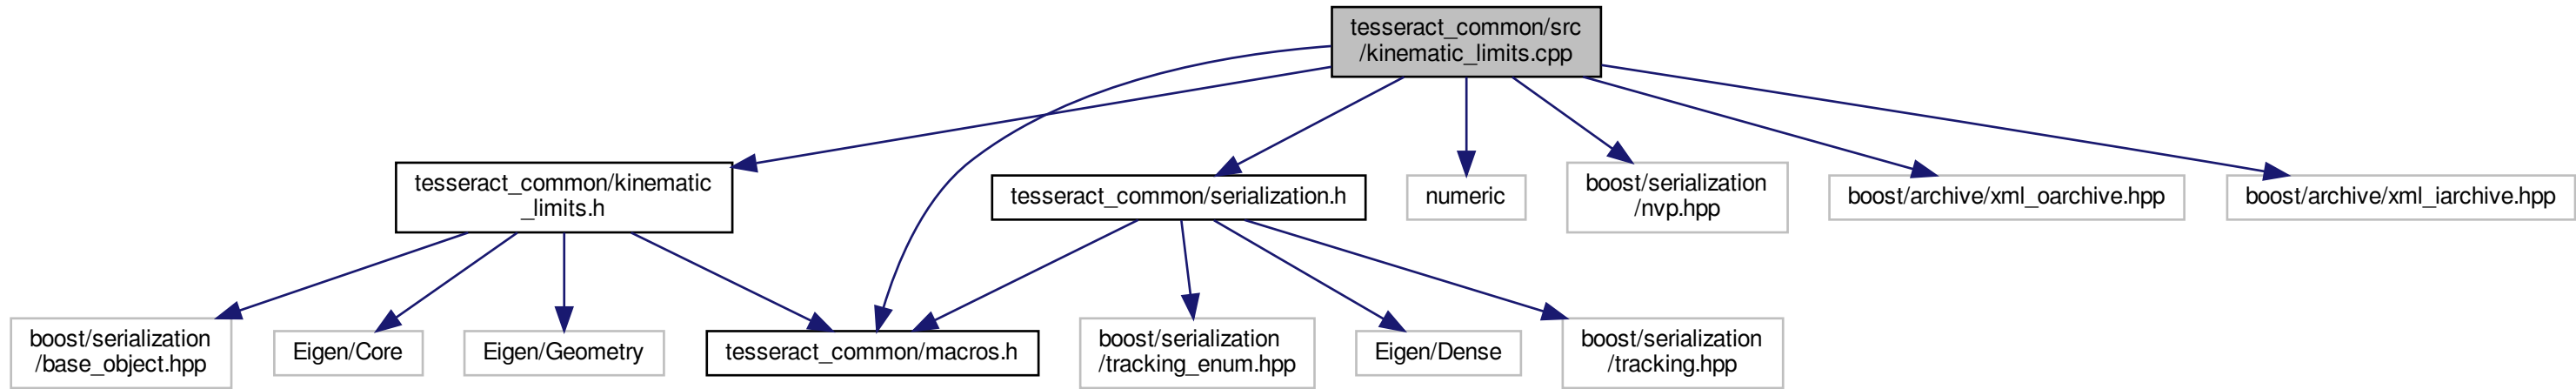 tesseract_common/src
/kinematic_limits.cpp
tesseract_common/kinematic
_limits.h
tesseract_common/serialization.h
numeric
boost/serialization
/nvp.hpp
boost/archive/xml_oarchive.hpp
boost/archive/xml_iarchive.hpp
boost/serialization
/base_object.hpp
Eigen/Core
Eigen/Geometry
tesseract_common/macros.h
boost/serialization
/tracking_enum.hpp
Eigen/Dense
boost/serialization
/tracking.hpp